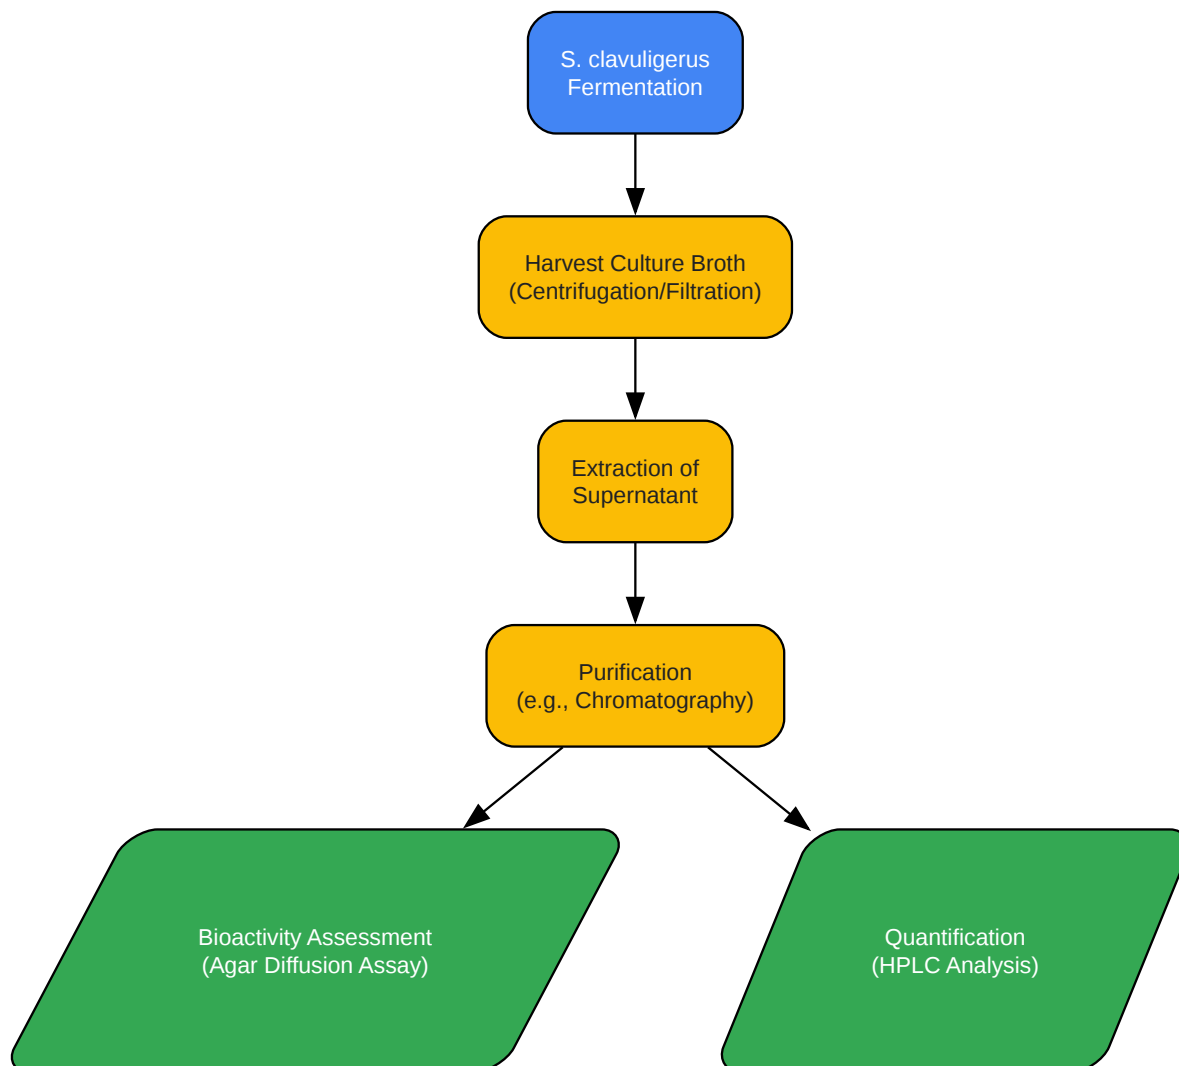 S. clavuligerus
Fermentation
Harvest Culture Broth
(Centrifugation/Filtration)
Extraction of
Supernatant
Purification
(e.g., Chromatography)
Bioactivity Assessment
(Agar Diffusion Assay)
Quantification
(HPLC Analysis)